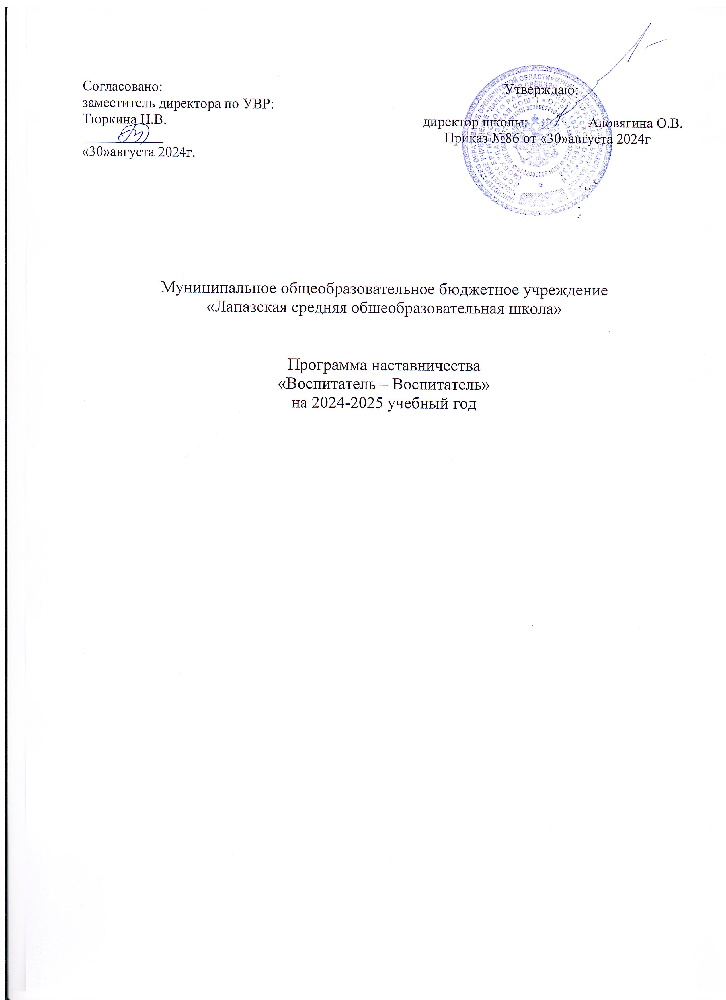 Согласовано:
заместитель директора по УВР:
Тюркина Н.В.
«30»августа 2024г.
Утверждаю:
директор школы: Аловягина О.В.
Приказ №86 от «30»августа 2024г
Муниципальное общеобразовательное бюджетное учреждение
«Лапазская средняя общеобразовательная школа»
Программа наставничества
«Воспитатель – Воспитатель»
на 2024-2025 учебный год